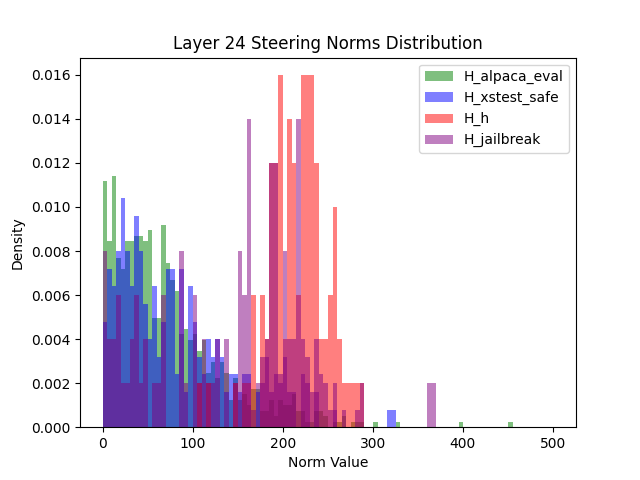 Layer 24 Steering Norms Distribution
H_alpaca_eval
H_xstest_safe
H_h
H_jailbreak
0.016
0.014
0.012
0.010
0.008
0.006
0.004
0.002
0.000
Density
0 100 200 300 400 500
Norm Value